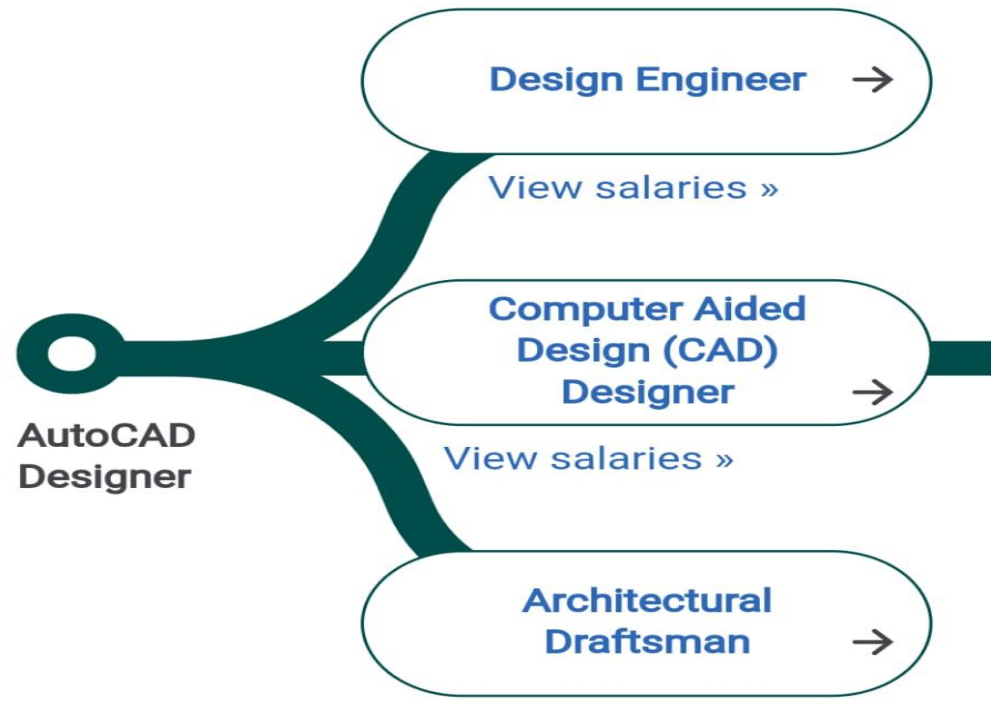 Design Engineer →
View salaries »
Computer Aided
Design (CAD)
Designer →
AutoCAD
Designer
View salaries »
Architectural
Draftsman →